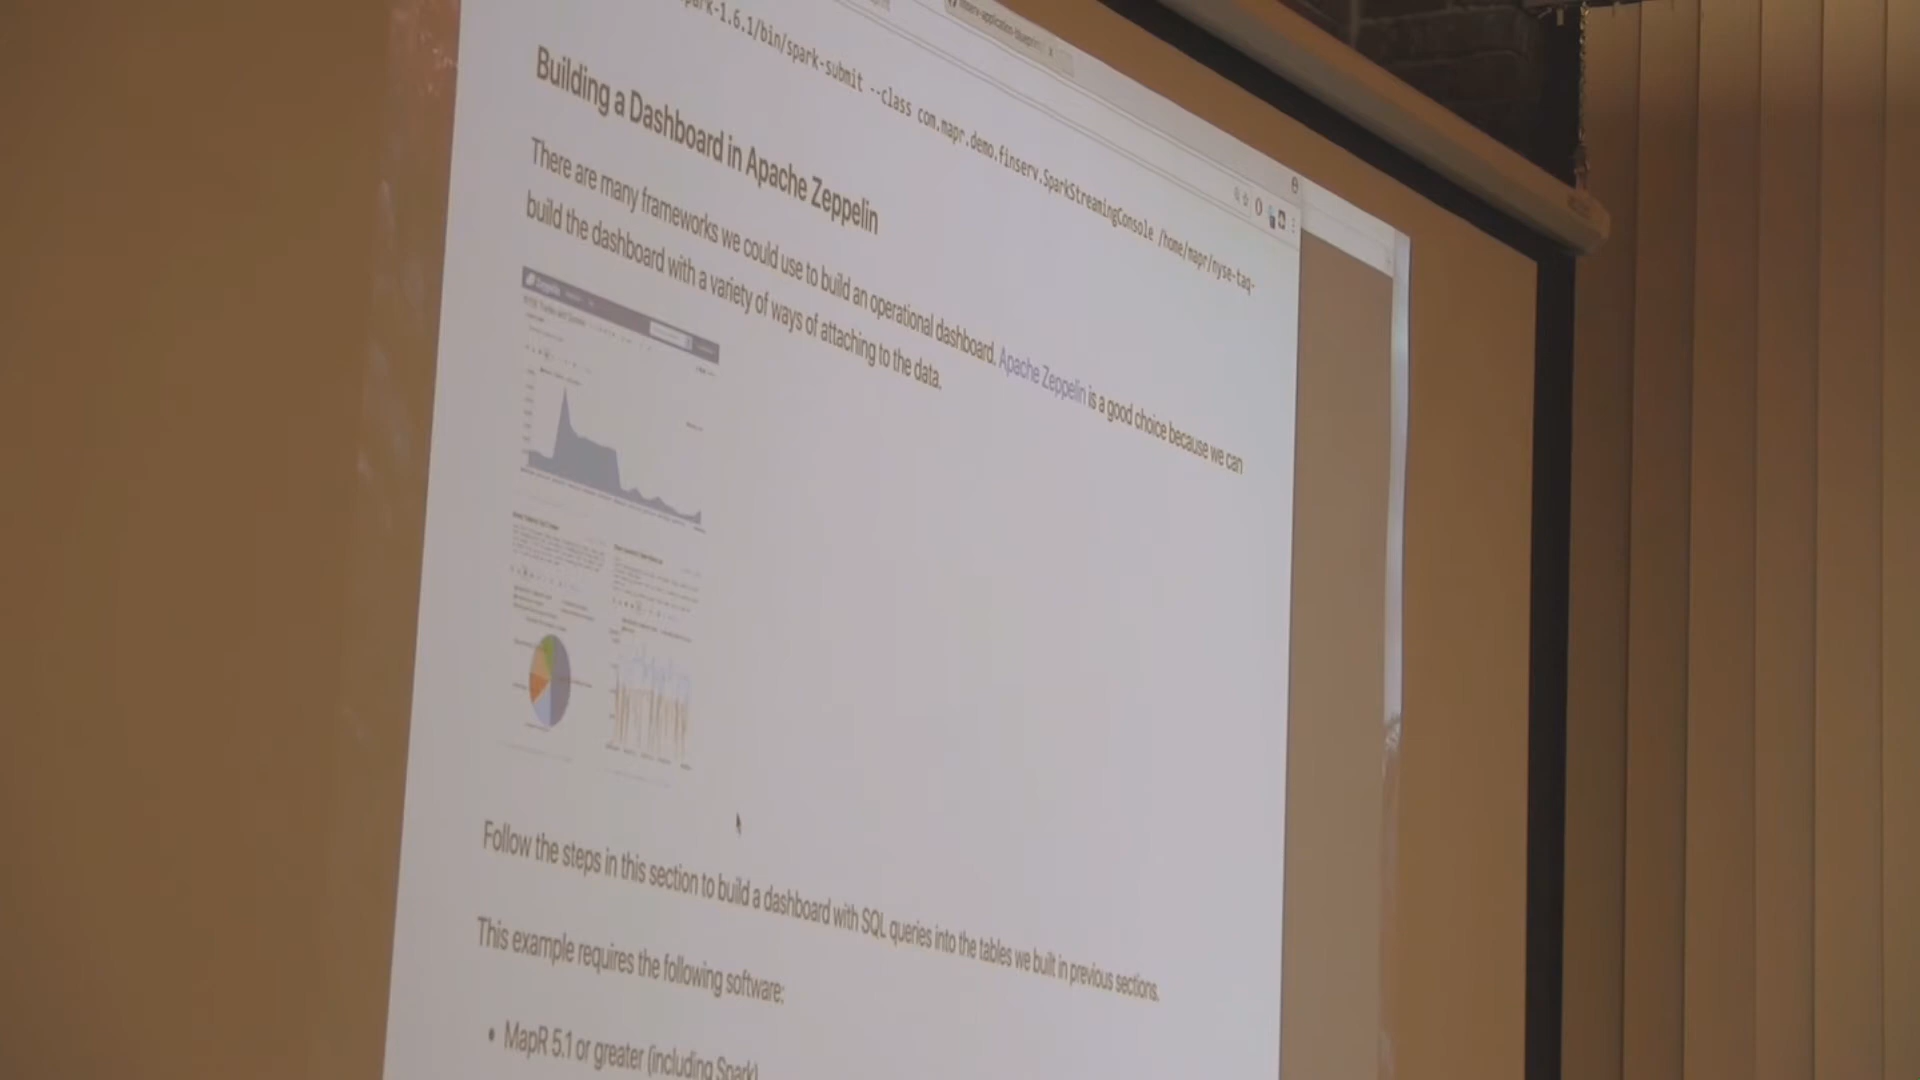 park-1.6.1/bin/spark-submit --class com.mapr.demo.finserv.SparkStreamingConsole /home/mapr/nyse-taq-
Building a Dashboard in Apache Zeppelin
There are many frameworks we could use to build an operational dashboard. Apache Zeppelin is a good choice because we can
build the dashboard with a variety of ways of attaching to the data.
Zeppelin
Follow the steps in this section to build a dashboard with SQL queries into the tables we built in previous sections.
This example requires the following software:
• MapR 5.1 or greater (including Spark)